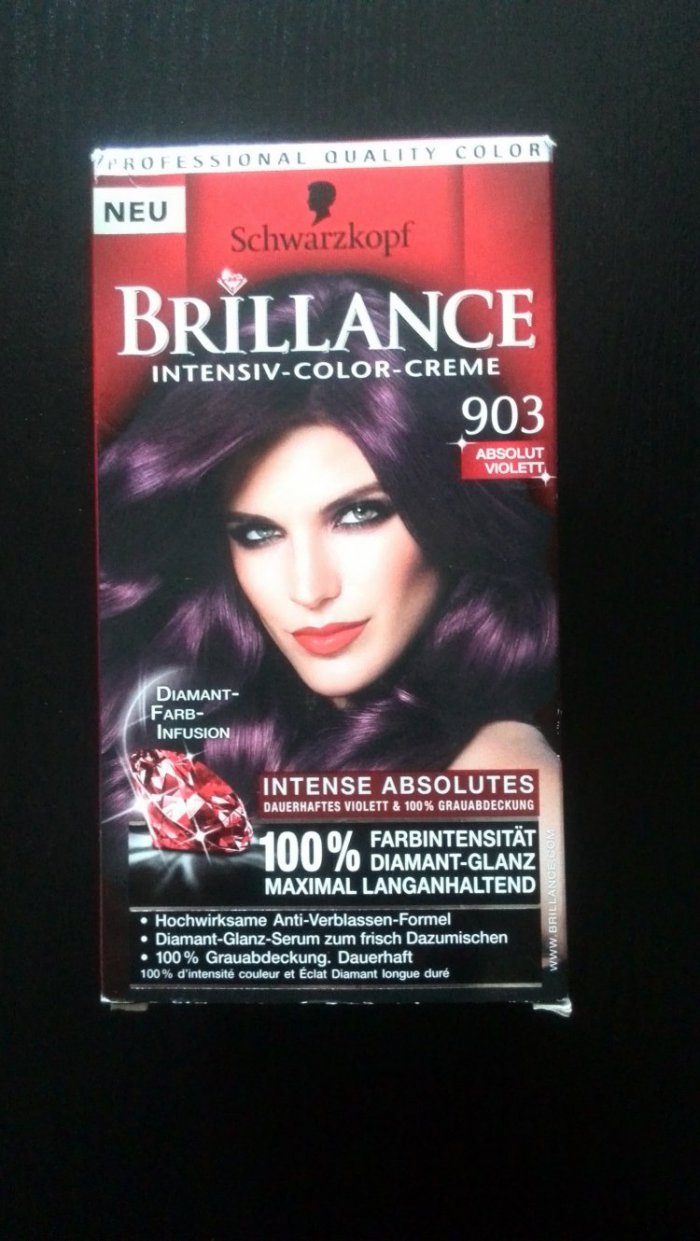 PROFESSIONAL QUALITY COLOR
NEU
Schwarzkopf
BRILLANCE
INTENSIV-COLOR-CREME
903
ABSOLUT
VIOLETT
DIAMANT-
FARB-
INFUSION
INTENSE ABSOLUTES
DAUERHAFTES VIOLETT & 100% GRAUABDECKUNG
100% FARBINTENSITÄT
DIAMANT-GLANZ
MAXIMAL LANGANHALTEND
• Hochwirksame Anti-Verblassen-Formel
• Diamant-Glanz-Serum zum frisch Dazumischen
• 100% Grauabdeckung. Dauerhaft
100% d'intensité couleur et Éclat Diamant longue duré
WWW.BRILLANCE.COM